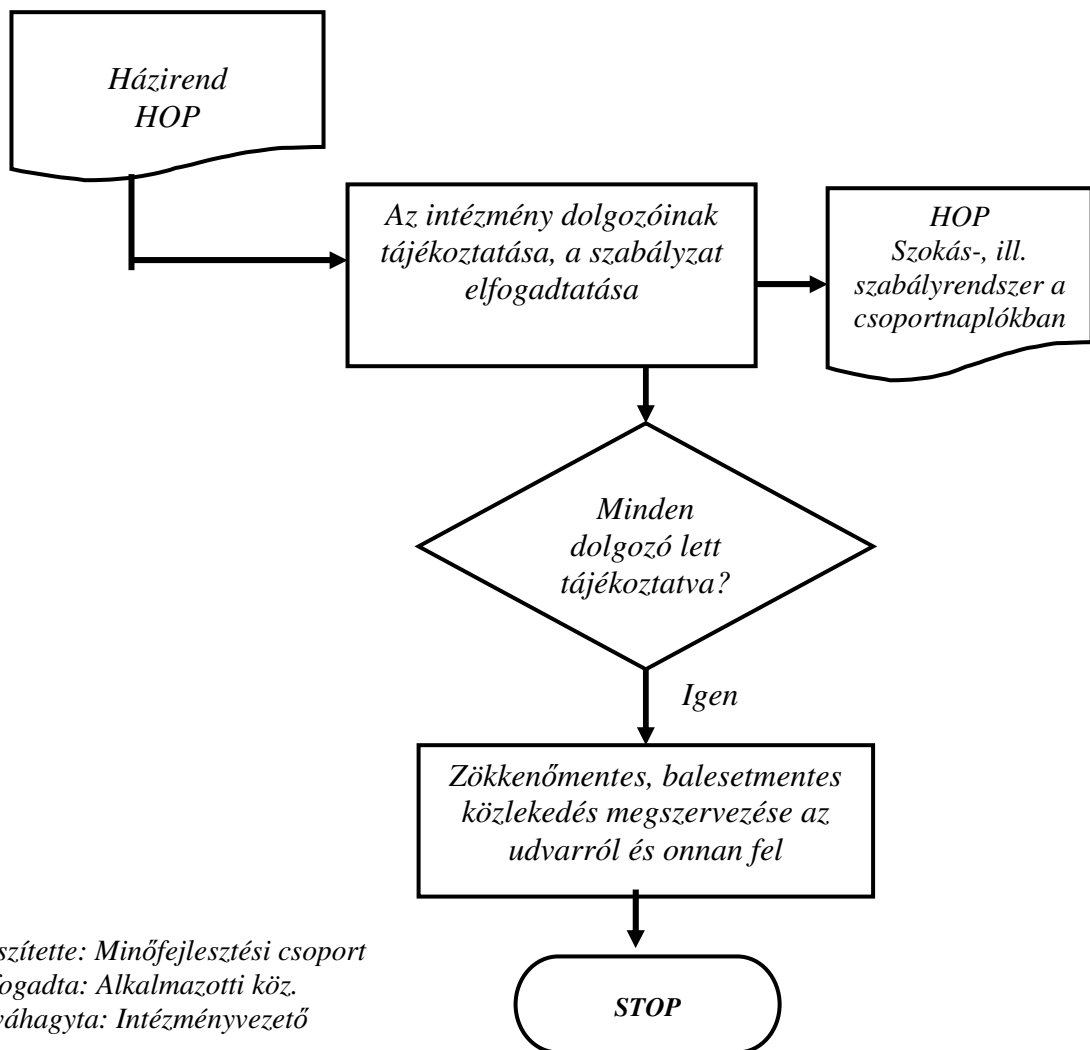 Házirend
HOP
Az intézmény dolgozóinak
tájékoztatása, a szabályzat
elfogadtatása
HOP
Szokás-, ill.
szabályrendszer a
csoportnaplókban
Minden
dolgozó lett
tájékoztatva?
Igen
Zökkenőmentes, balesetmentes
közlekedés megszervezése az
udvarról és onnan fel
szítette: Minőfejlesztési csoport
fogadta: Alkalmazotti köz.
váhagyta: Intézményvezető
STOP